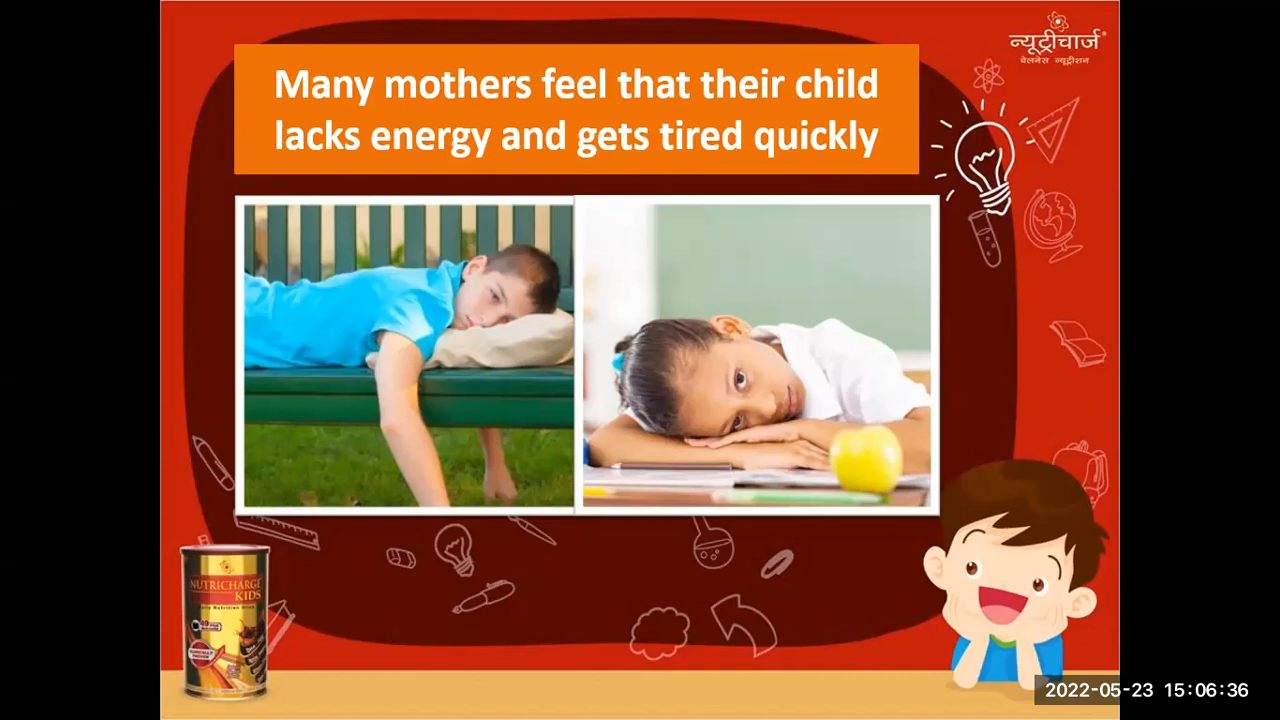 Many mothers feel that their child
lacks energy and gets tired quickly
न्यूट्रीचार्ज®
वेलनेस न्यूट्रीशन
NUTRICHARGE
KIDS
2022-05-23 15:06:36